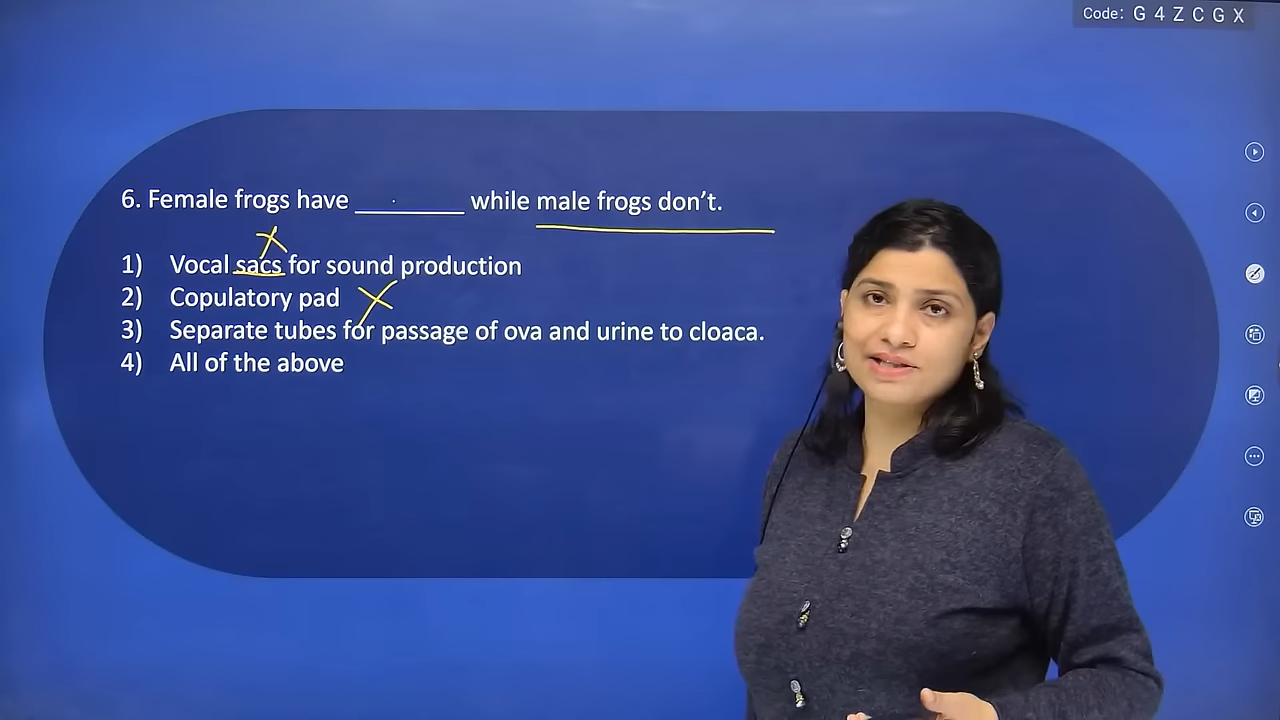 Code: G 4 Z C G X
6. Female frogs have ________ while male frogs don’t.
1) Vocal sacs for sound production
2) Copulatory pad
3) Separate tubes for passage of ova and urine to cloaca.
4) All of the above